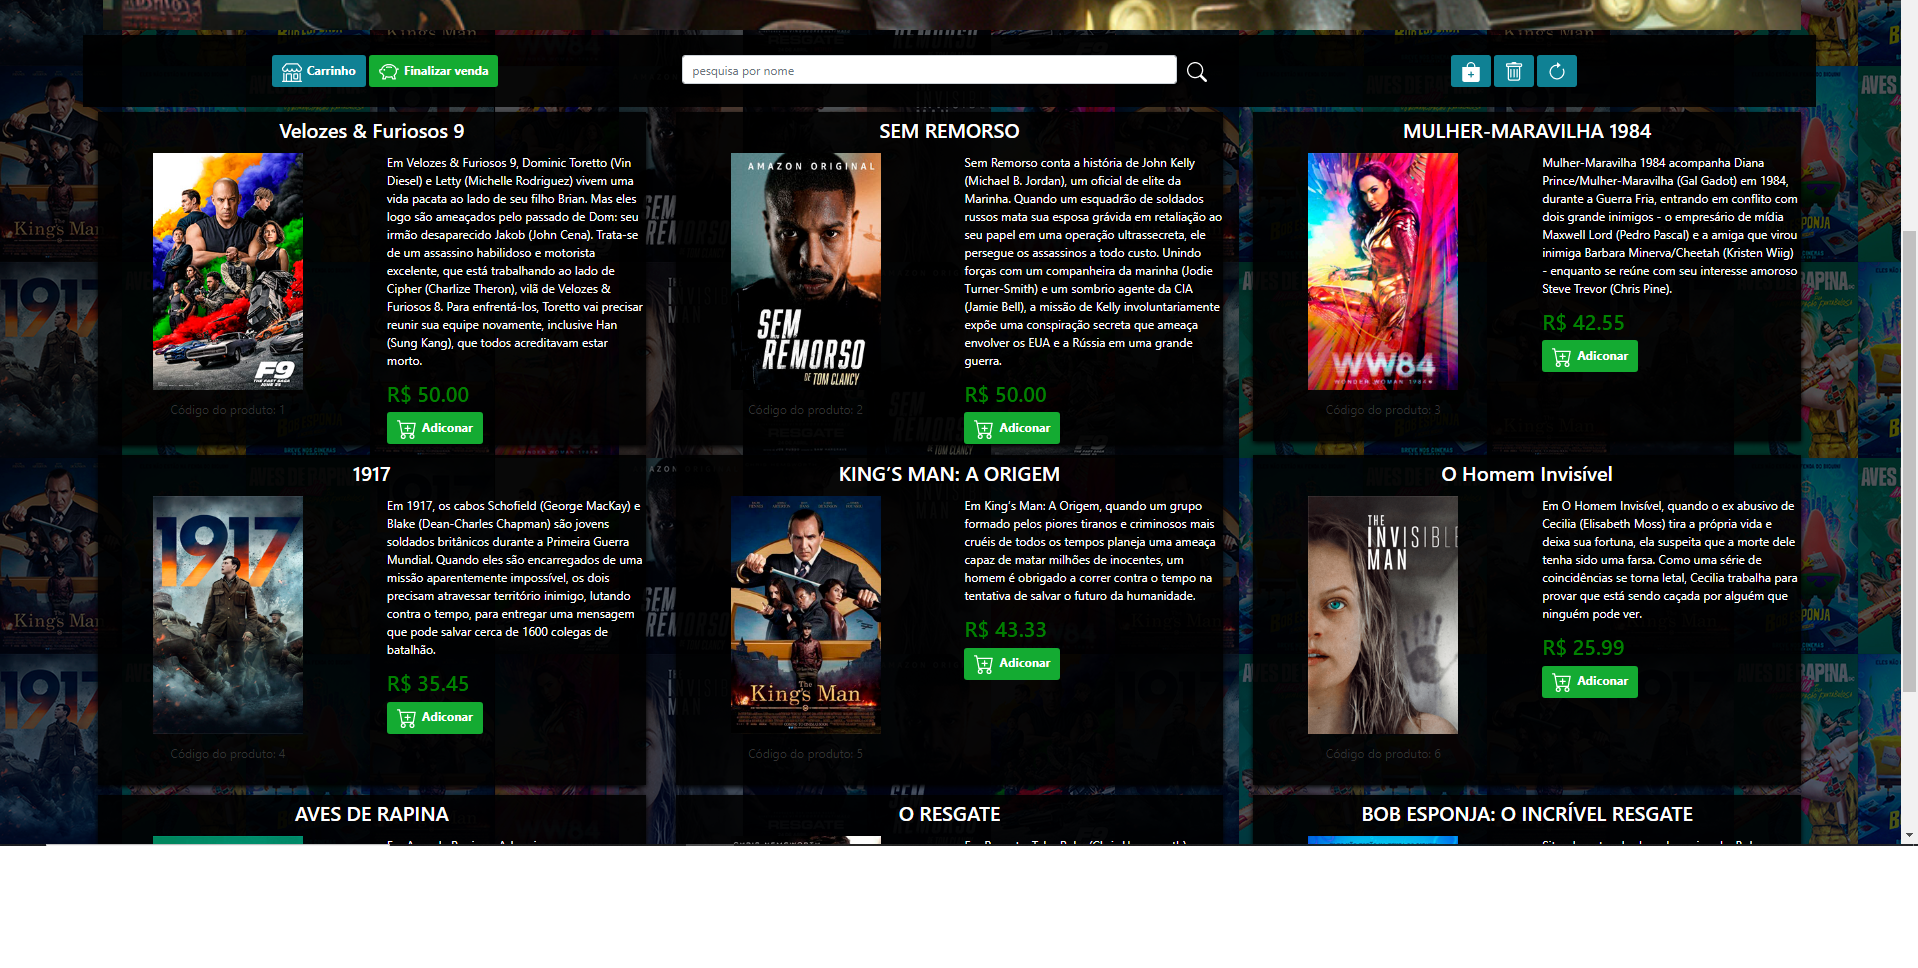 Carrinho
Finalizar venda
pesquisa por nome
Velozes & Furiosos 9
Em Velozes & Furiosos 9, Dominic Toretto (Vin
Diesel) e Letty (Michelle Rodriguez) vivem uma
vida pacata ao lado de seu filho Brian. Mas eles
logo são ameaçados pelo passado de Dom: seu
irmão desaparecido Jakob (John Cena). Trata-se
de um assassino habilidoso e motorista
excelente, que está trabalhando ao lado de
Cipher (Charlize Theron), vilã de Velozes &
Furiosos 8. Para enfrentá-los, Toretto vai precisar
reunir sua equipe novamente, inclusive Han
(Sung Kang), que todos acreditavam estar
morto.
F9
THE FAST SAGA
JUNE 25
R$ 50.00
Código do produto: 1
Adiconar
SEM REMORSO
AMAZON ORIGINAL
SEM
REMORSO
DE TOM CLANCY
Sem Remorso conta a história de John Kelly
(Michael B. Jordan), um oficial de elite da
Marinha. Quando um esquadrão de soldados
russos mata sua esposa grávida em retaliação ao
seu papel em uma operação ultrassecreta, ele
persegue os assassinos a todo custo. Unindo
forças com um companheira da marinha (Jodie
Turner-Smith) e um sombrio agente da CIA
(Jamie Bell), a missão de Kelly involuntariamente
expõe uma conspiração secreta que ameaça
envolver os EUA e a Rússia em uma grande
guerra.
R$ 50.00
Código do produto: 2
Adiconar
MULHER-MARAVILHA 1984
WW84
WONDER WOMAN 1984
Mulher-Maravilha 1984 acompanha Diana
Prince/Mulher-Maravilha (Gal Gadot) em 1984,
durante a Guerra Fria, entrando em conflito com
dois grande inimigos - o empresário de mídia
Maxwell Lord (Pedro Pascal) e a amiga que virou
inimiga Barbara Minerva/Cheetah (Kristen Wiig)
- enquanto se reúne com seu interesse amoroso
Steve Trevor (Chris Pine).
R$ 42.55
Adiconar
Código do produto: 3
1917
1917
Em 1917, os cabos Schofield (George MacKay) e
Blake (Dean-Charles Chapman) são jovens
soldados britânicos durante a Primeira Guerra
Mundial. Quando eles são encarregados de uma
missão aparentemente impossível, os dois
precisam atravessar território inimigo, lutando
contra o tempo, para entregar uma mensagem
que pode salvar cerca de 1600 colegas de
batalhão.
R$ 35.45
Adiconar
Código do produto: 4
KING'S MAN: A ORIGEM
The
King's Man
Em King's Man: A Origem, quando um grupo
formado pelos piores tiranos e criminosos mais
cruéis de todos os tempos planeja uma ameaça
capaz de matar milhões de inocentes, um
homem é obrigado a correr contra o tempo na
tentativa de salvar o futuro da humanidade.
R$ 43.33
Adiconar
Código do produto: 5
O Homem Invisível
THE
INVISIBLE
MAN
Em O Homem Invisível, quando o ex abusivo de
Cecilia (Elisabeth Moss) tira a própria vida e
deixa sua fortuna, ela suspeita que a morte dele
tenha sido uma farsa. Como uma série de
coincidências se torna letal, Cecilia trabalha para
provar que está sendo caçada por alguém que
ninguém pode ver.
R$ 25.99
Adiconar
Código do produto: 6
AVES DE RAPINA
O RESGATE
BOB ESPONJA: O INCRÍVEL RESGATE